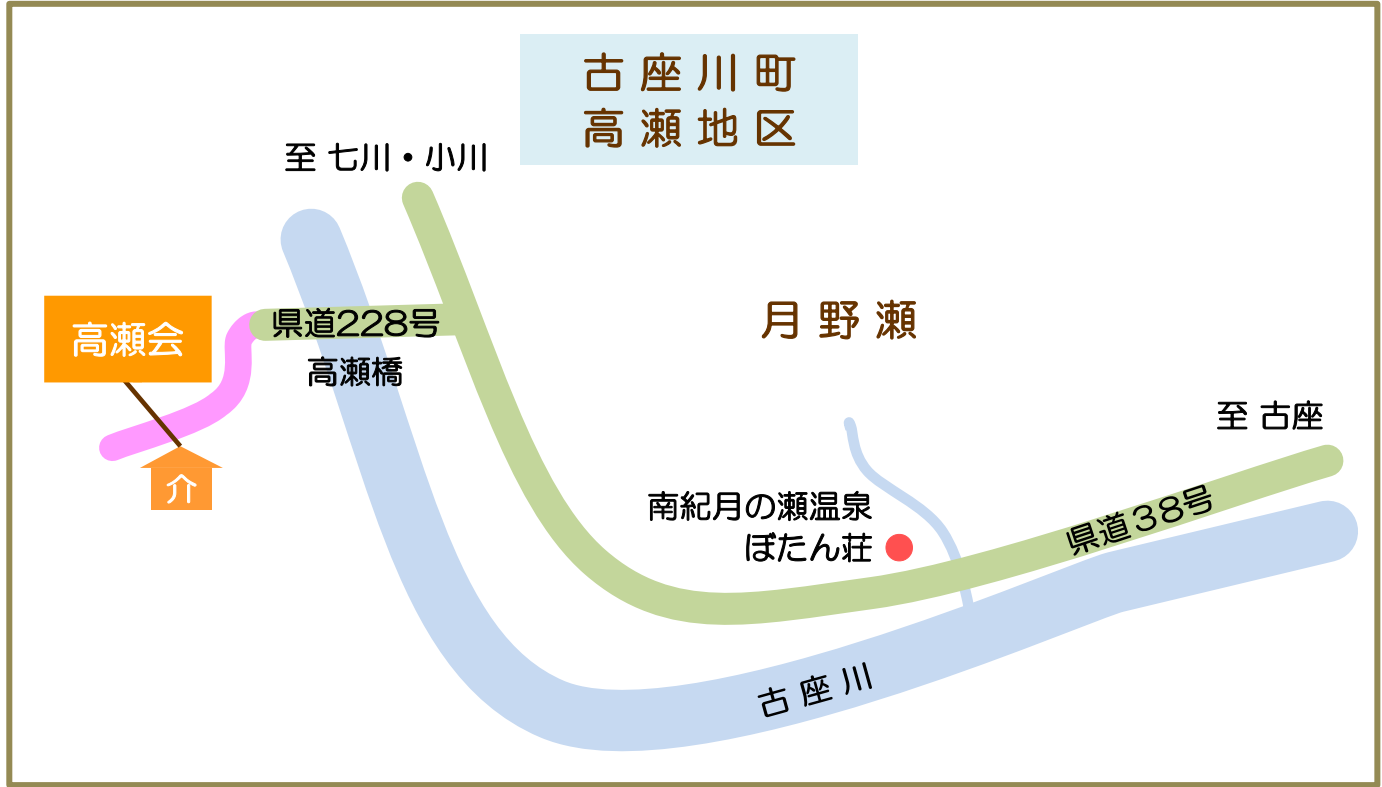 古座川町
高瀬地区
至 七川・小川
高瀬会
県道228号
高瀬橋
介
月野瀬
至 古座
南紀月の瀬温泉
ぼたん荘
県道38号
古座川